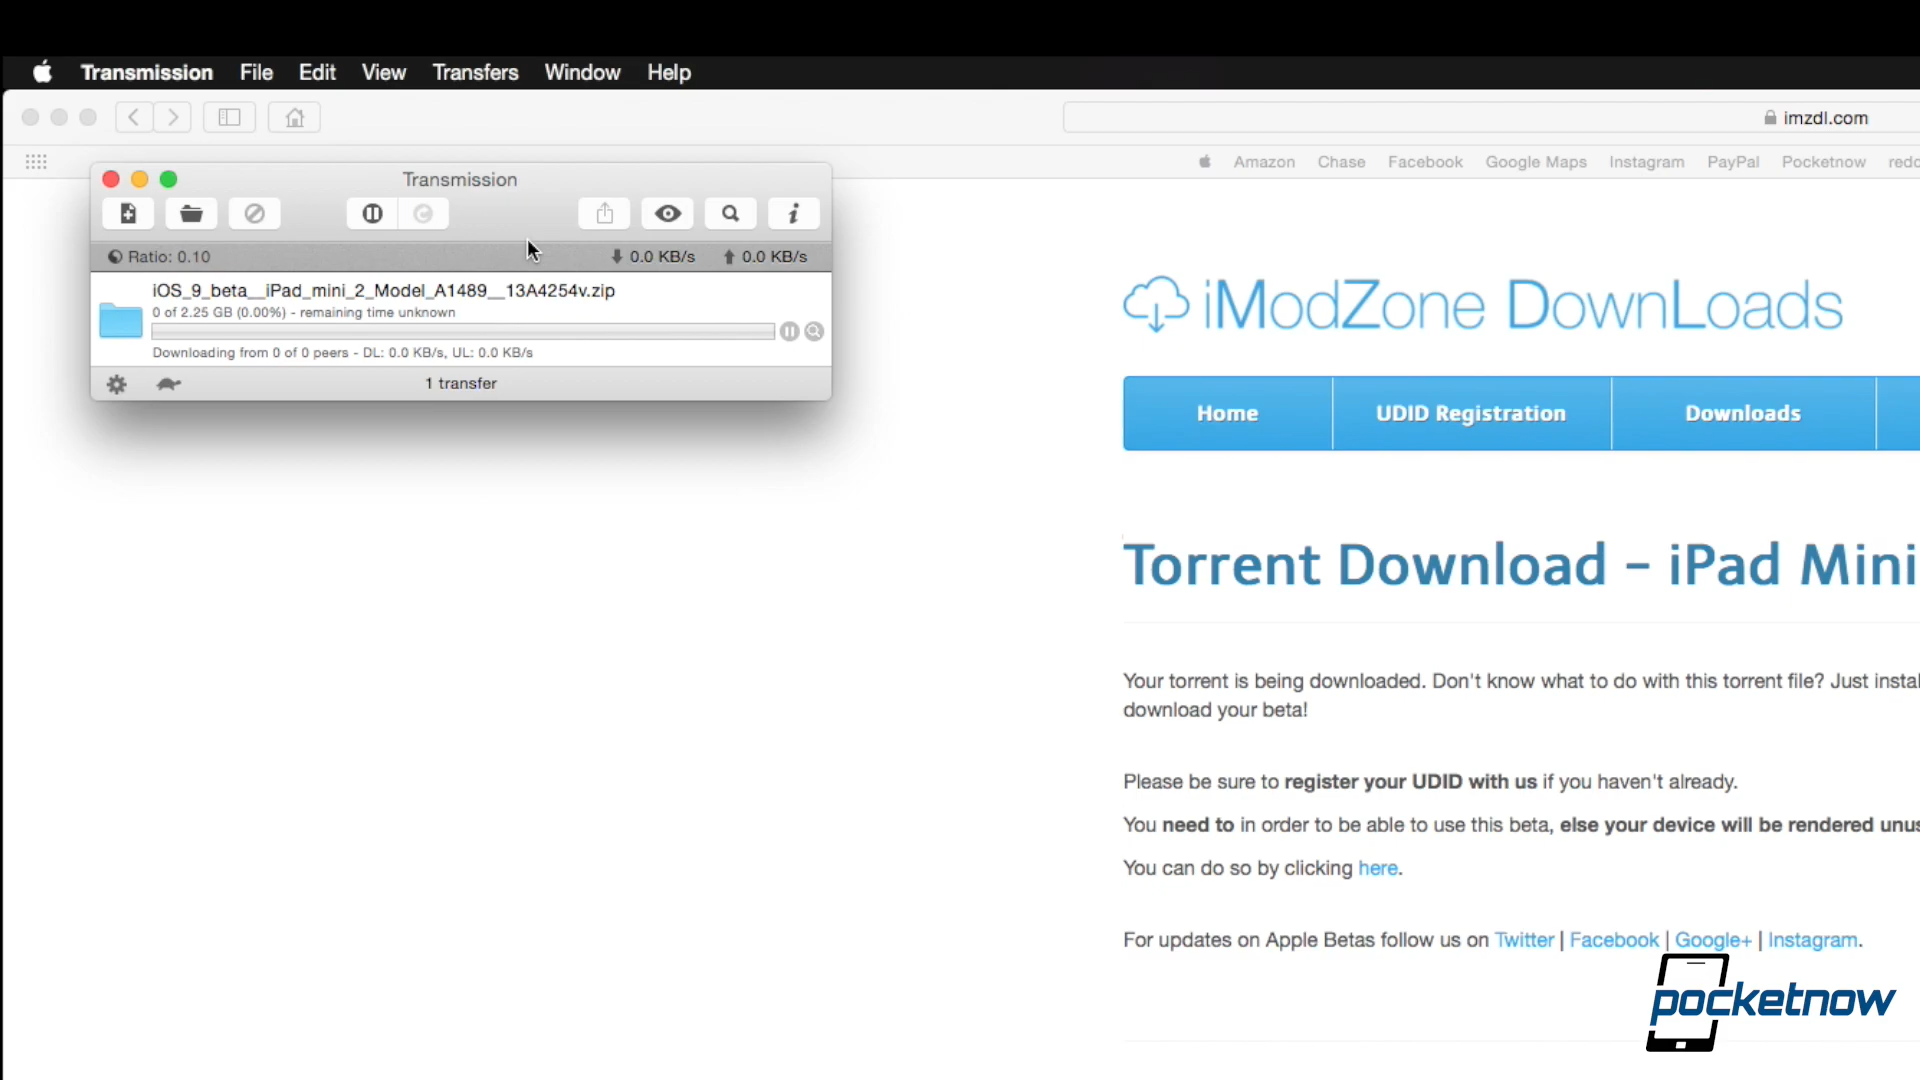 Transmission File Edit View Transfers Window Help
imzdl.com
Amazon Chase Facebook Google Maps Instagram PayPal Pocketnow redd
Transmission
Ratio: 0.10 0.0 KB/s 0.0 KB/s
iOS_9_beta__iPad_mini_2_Model_A1489__13A4254v.zip
0 of 2.25 GB (0.00%) - remaining time unknown
Downloading from 0 of 0 peers - DL: 0.0 KB/s, UL: 0.0 KB/s
1 transfer
iModZone DownLoads
Home UDID Registration Downloads
Torrent Download - iPad Mini
Your torrent is being downloaded. Don't know what to do with this torrent file? Just instal
download your beta!
Please be sure to register your UDID with us if you haven't already.
You need to in order to be able to use this beta, else your device will be rendered unus
You can do so by clicking here.
For updates on Apple Betas follow us on Twitter | Facebook | Google+ | Instagram.
pocketnow